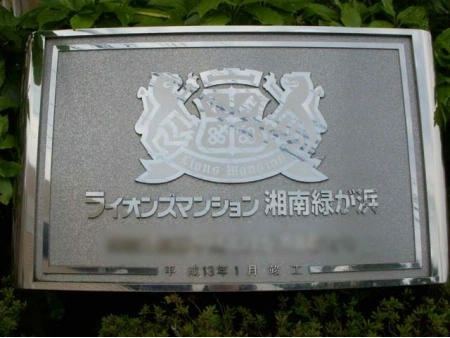 Lions Mansion
ライオンズマンション 湘南緑が浜
平成13年1月 竣工